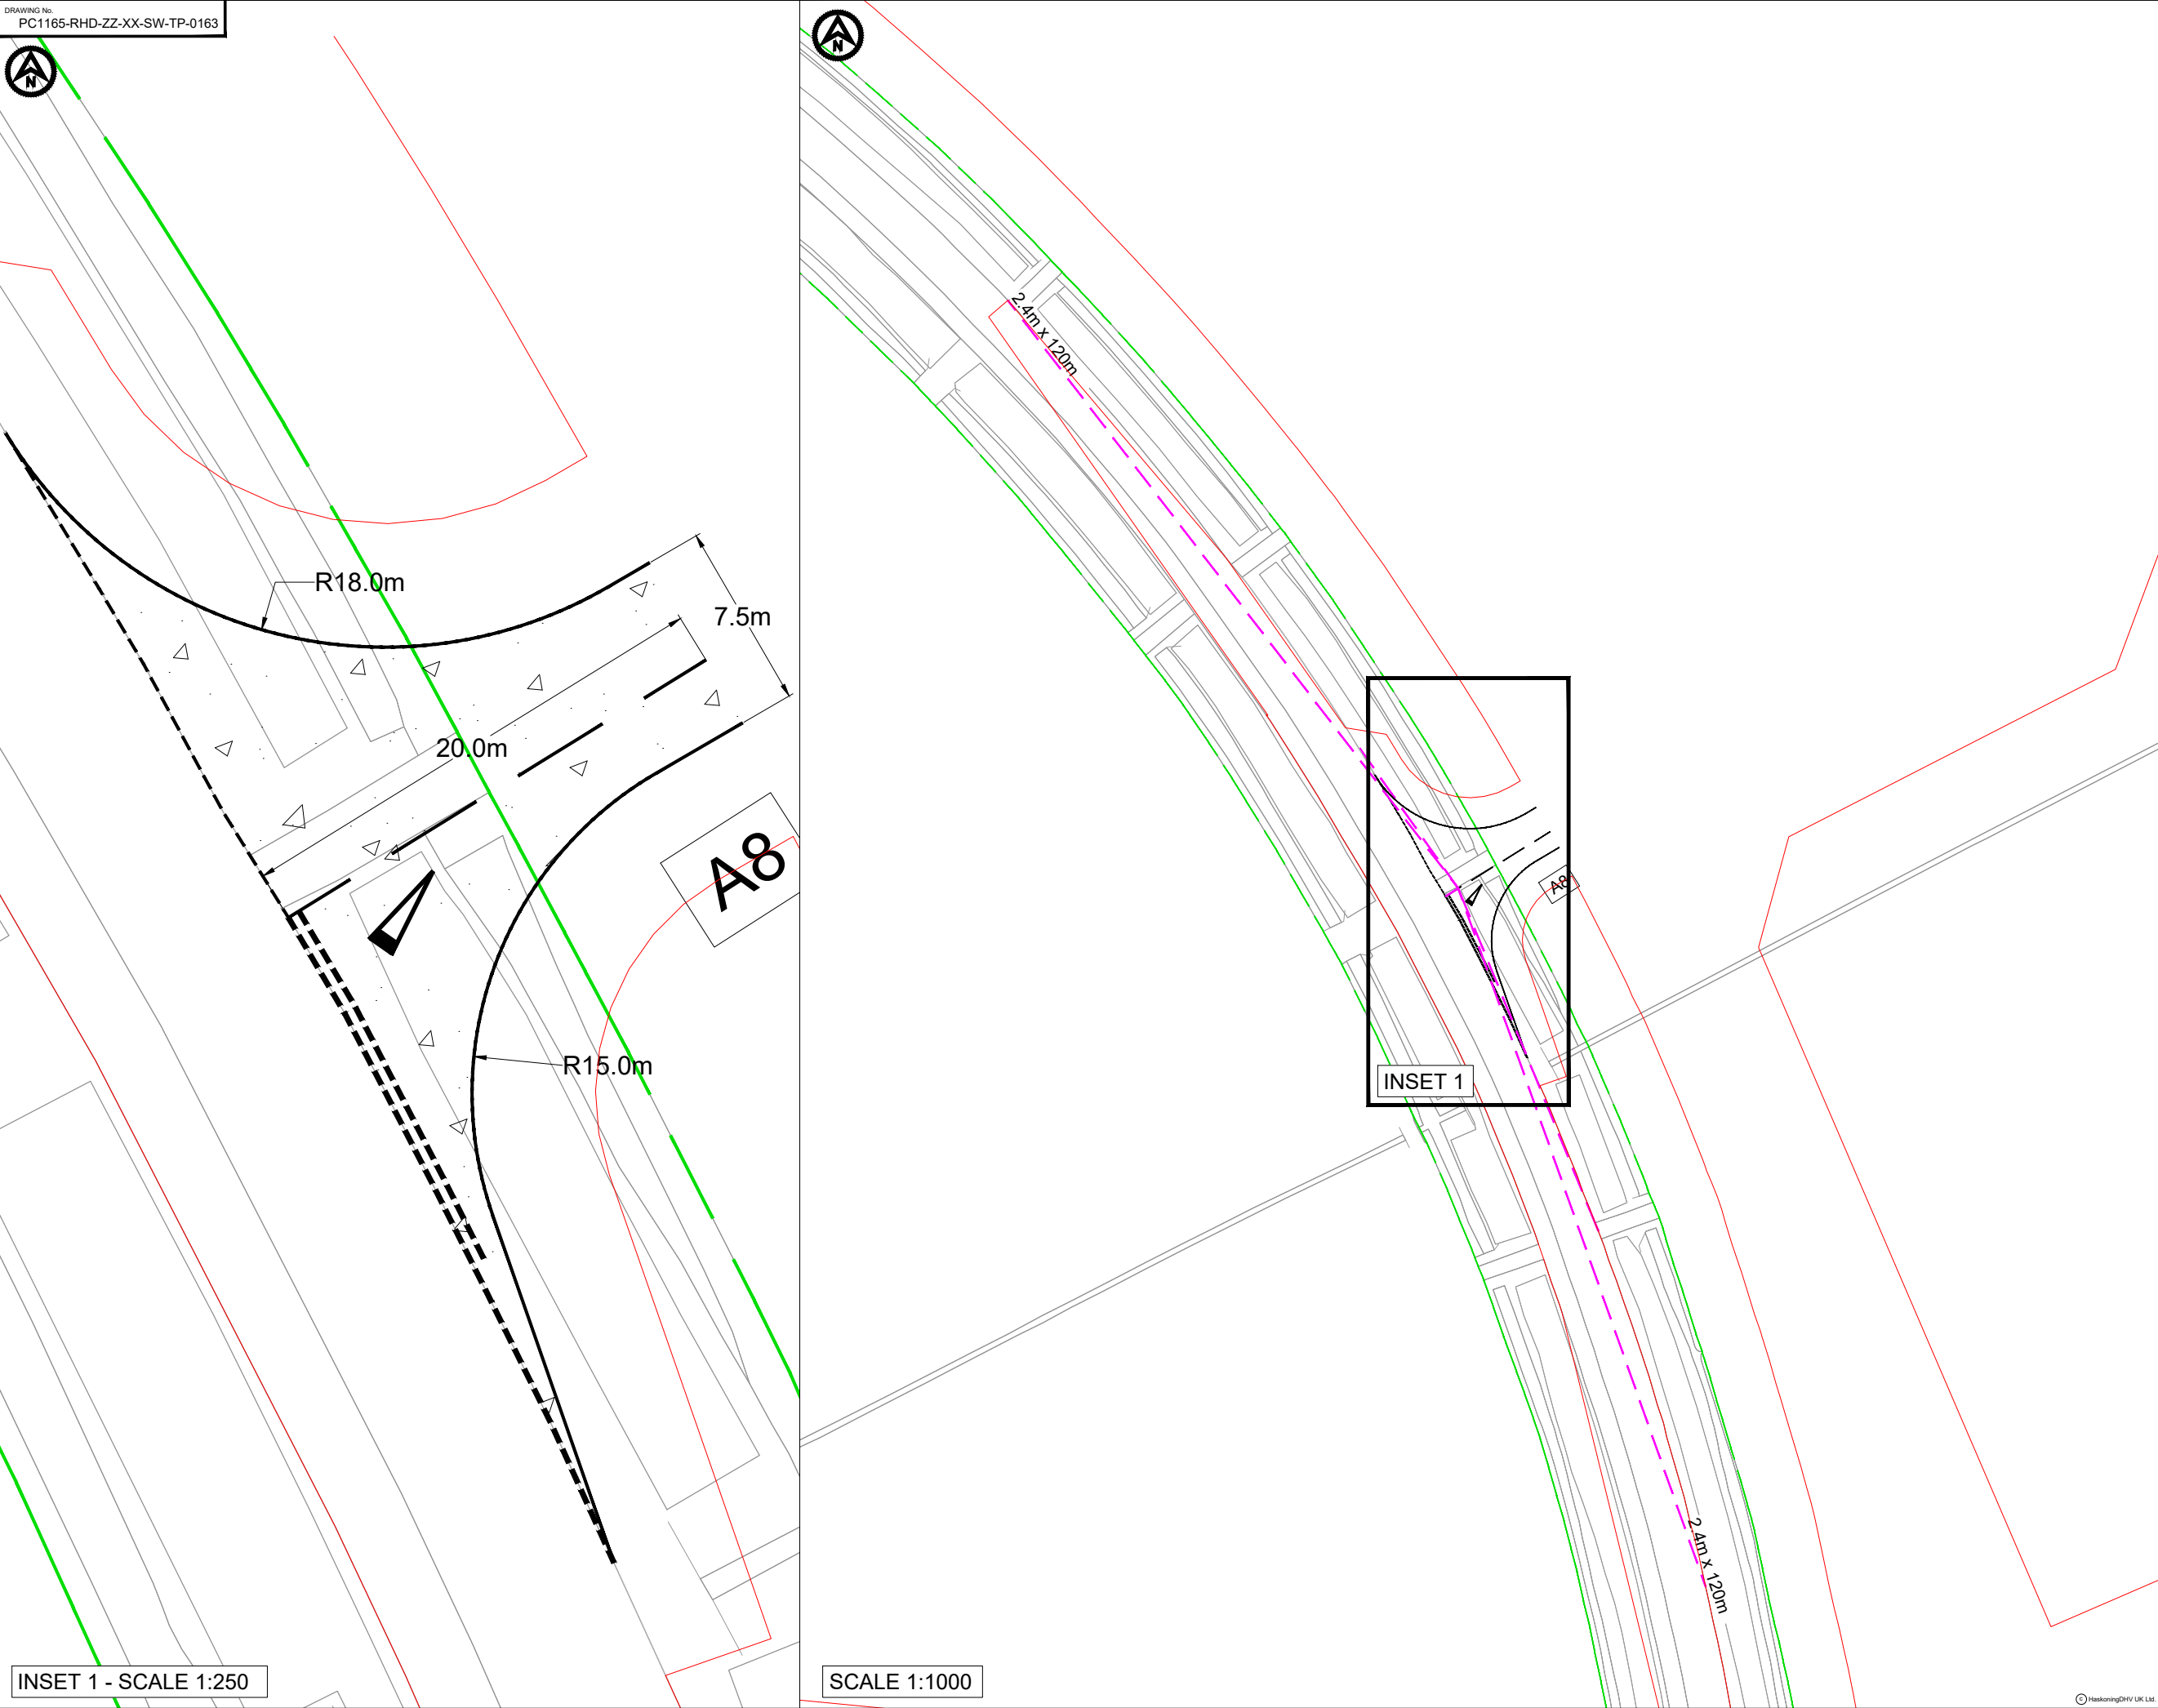 DRAWING No.
PC1165-RHD-ZZ-XX-SW-TP-0163
N
R18.0m
7.5m
20.0m
A8
R15.0m
INSET 1 - SCALE 1:250
N
2.4m x 120m
A8
INSET 1
2.4m x 120m
SCALE 1:1000
© HaskoningDHV UK Ltd.